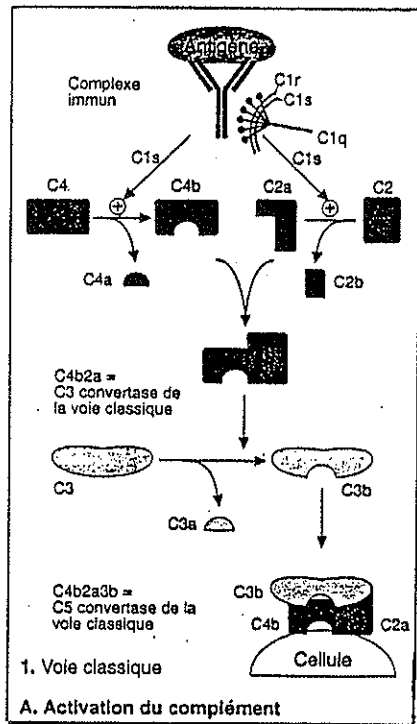 Antigène
Complexe
immun
C1r
C1s
C1q
C1s
C1s
C4
C4b
C2a
C2
C4a
C2b
C4b2a =
C3 convertase de
la voie classique
C3
C3b
C3a
C4b2a3b =
C5 convertase de la
voie classique
C3b
C4b
C2a
Cellule
1. Voie classique
A. Activation du complément